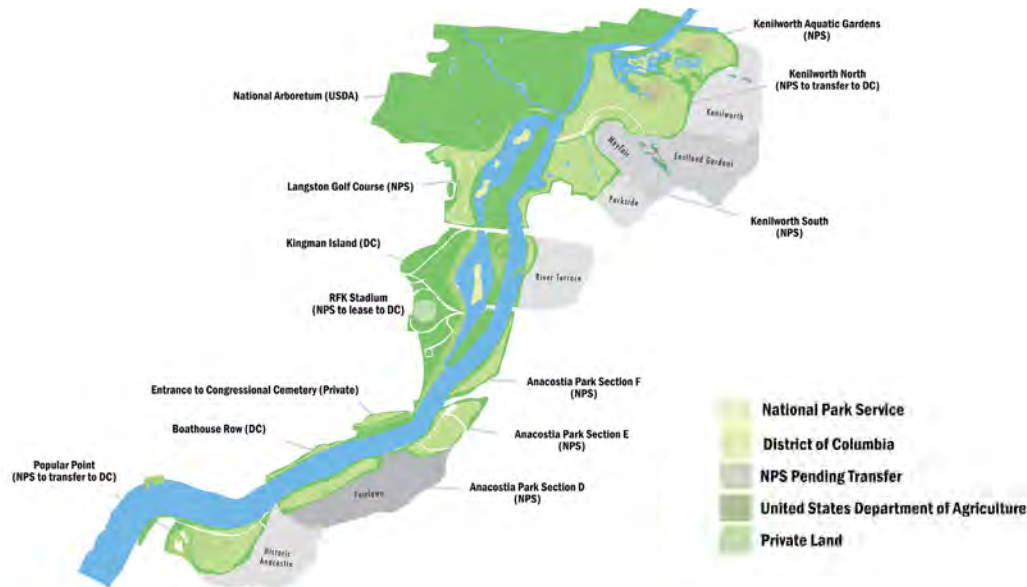 Kenilworth Aquatic Gardens
(NPS)
Kenilworth North
(NPS to transfer to DC)
National Arboretum (USDA)
Kenilworth
Mayfair
Eastland Gardens
Langston Golf Course (NPS)
Parkside
Kenilworth South
(NPS)
Kingman Island (DC)
River Terrace
RFK Stadium
(NPS to lease to DC)
Anacostia Park Section F
(NPS)
Entrance to Congressional Cemetery (Private)
Boathouse Row (DC)
Anacostia Park Section E
(NPS)
Popular Point
(NPS to transfer to DC)
Anacostia Park Section D
(NPS)
Fairlawn
Historic
Anacostia
National Park Service
District of Columbia
NPS Pending Transfer
United States Department of Agriculture
Private Land